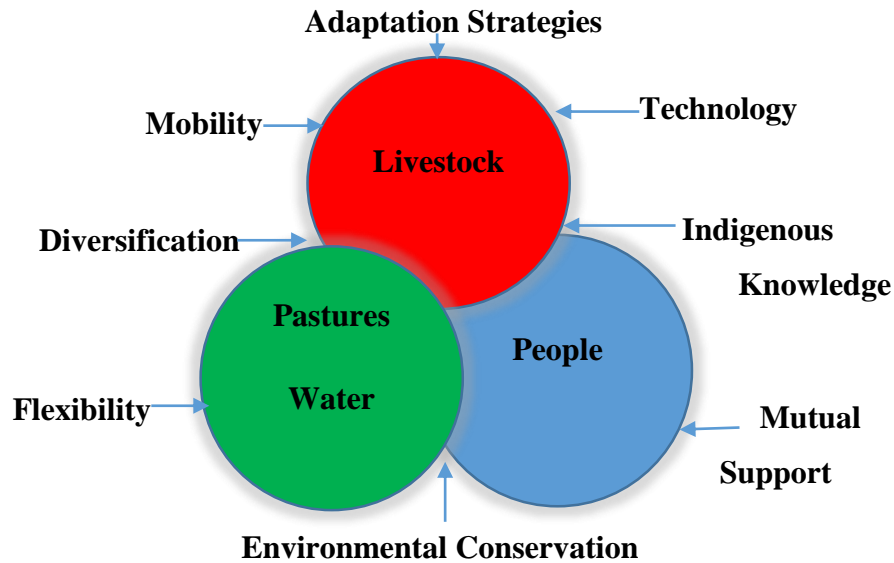 Adaptation Strategies
Technology
Mobility
Livestock
Indigenous
Knowledge
Diversification
Pastures
Water
People
Flexibility
Mutual
Support
Environmental Conservation